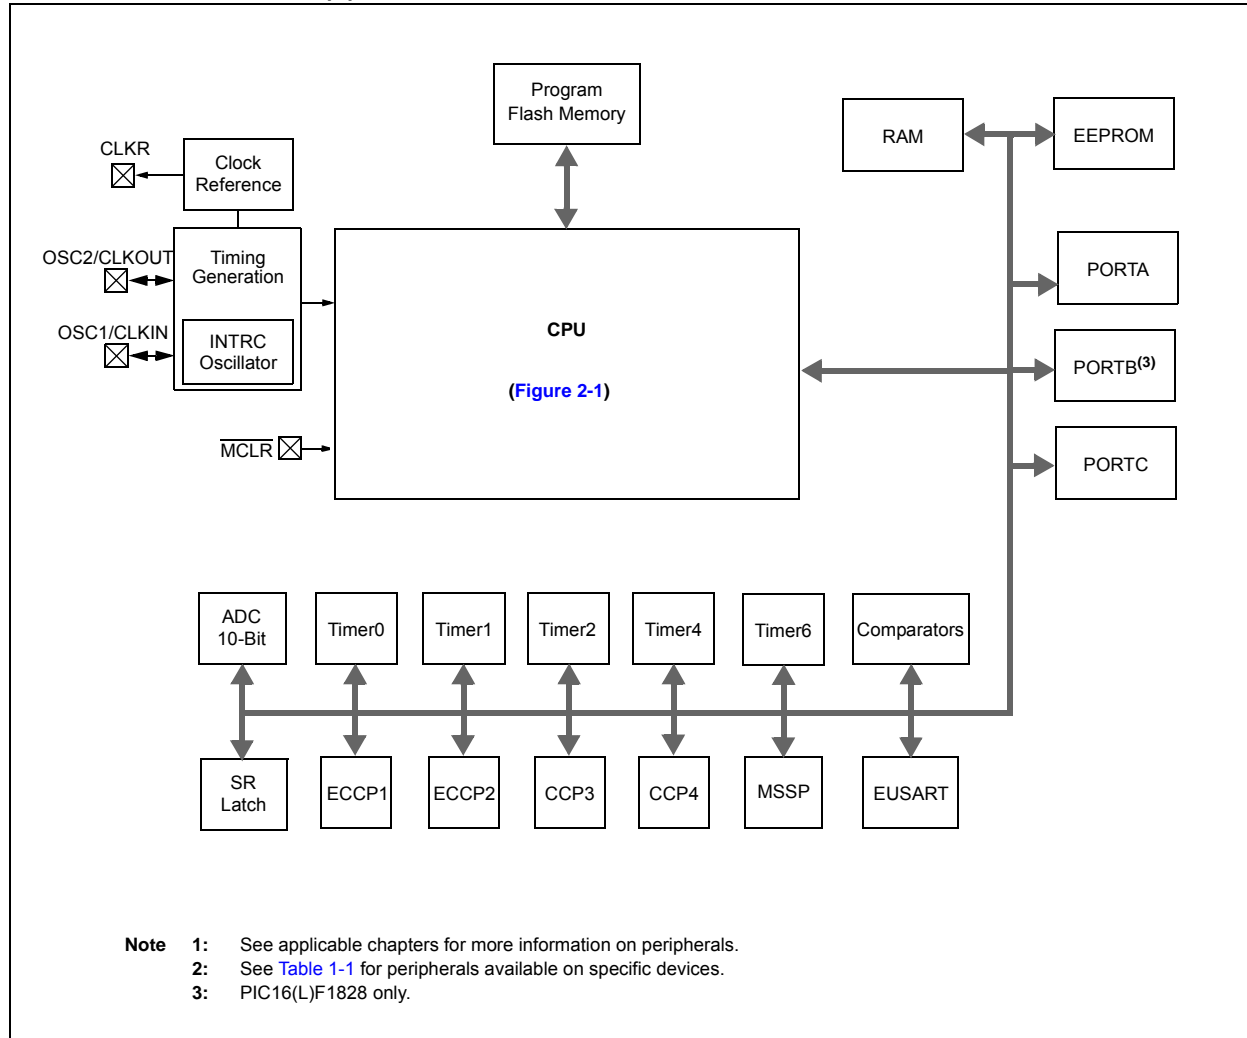 Program
Flash Memory
RAM
EEPROM
CLKR
Clock
Reference
OSC2/CLKOUT
Timing
Generation
PORTA
OSC1/CLKIN
INTRC
Oscillator
CPU
(Figure 2-1)
PORTB(3)
MCLR
PORTC
ADC
10-Bit
Timer0
Timer1
Timer2
Timer4
Timer6
Comparators
SR
Latch
ECCP1
ECCP2
CCP3
CCP4
MSSP
EUSART
Note 1: See applicable chapters for more information on peripherals.
2: See Table 1-1 for peripherals available on specific devices.
3: PIC16(L)F1828 only.